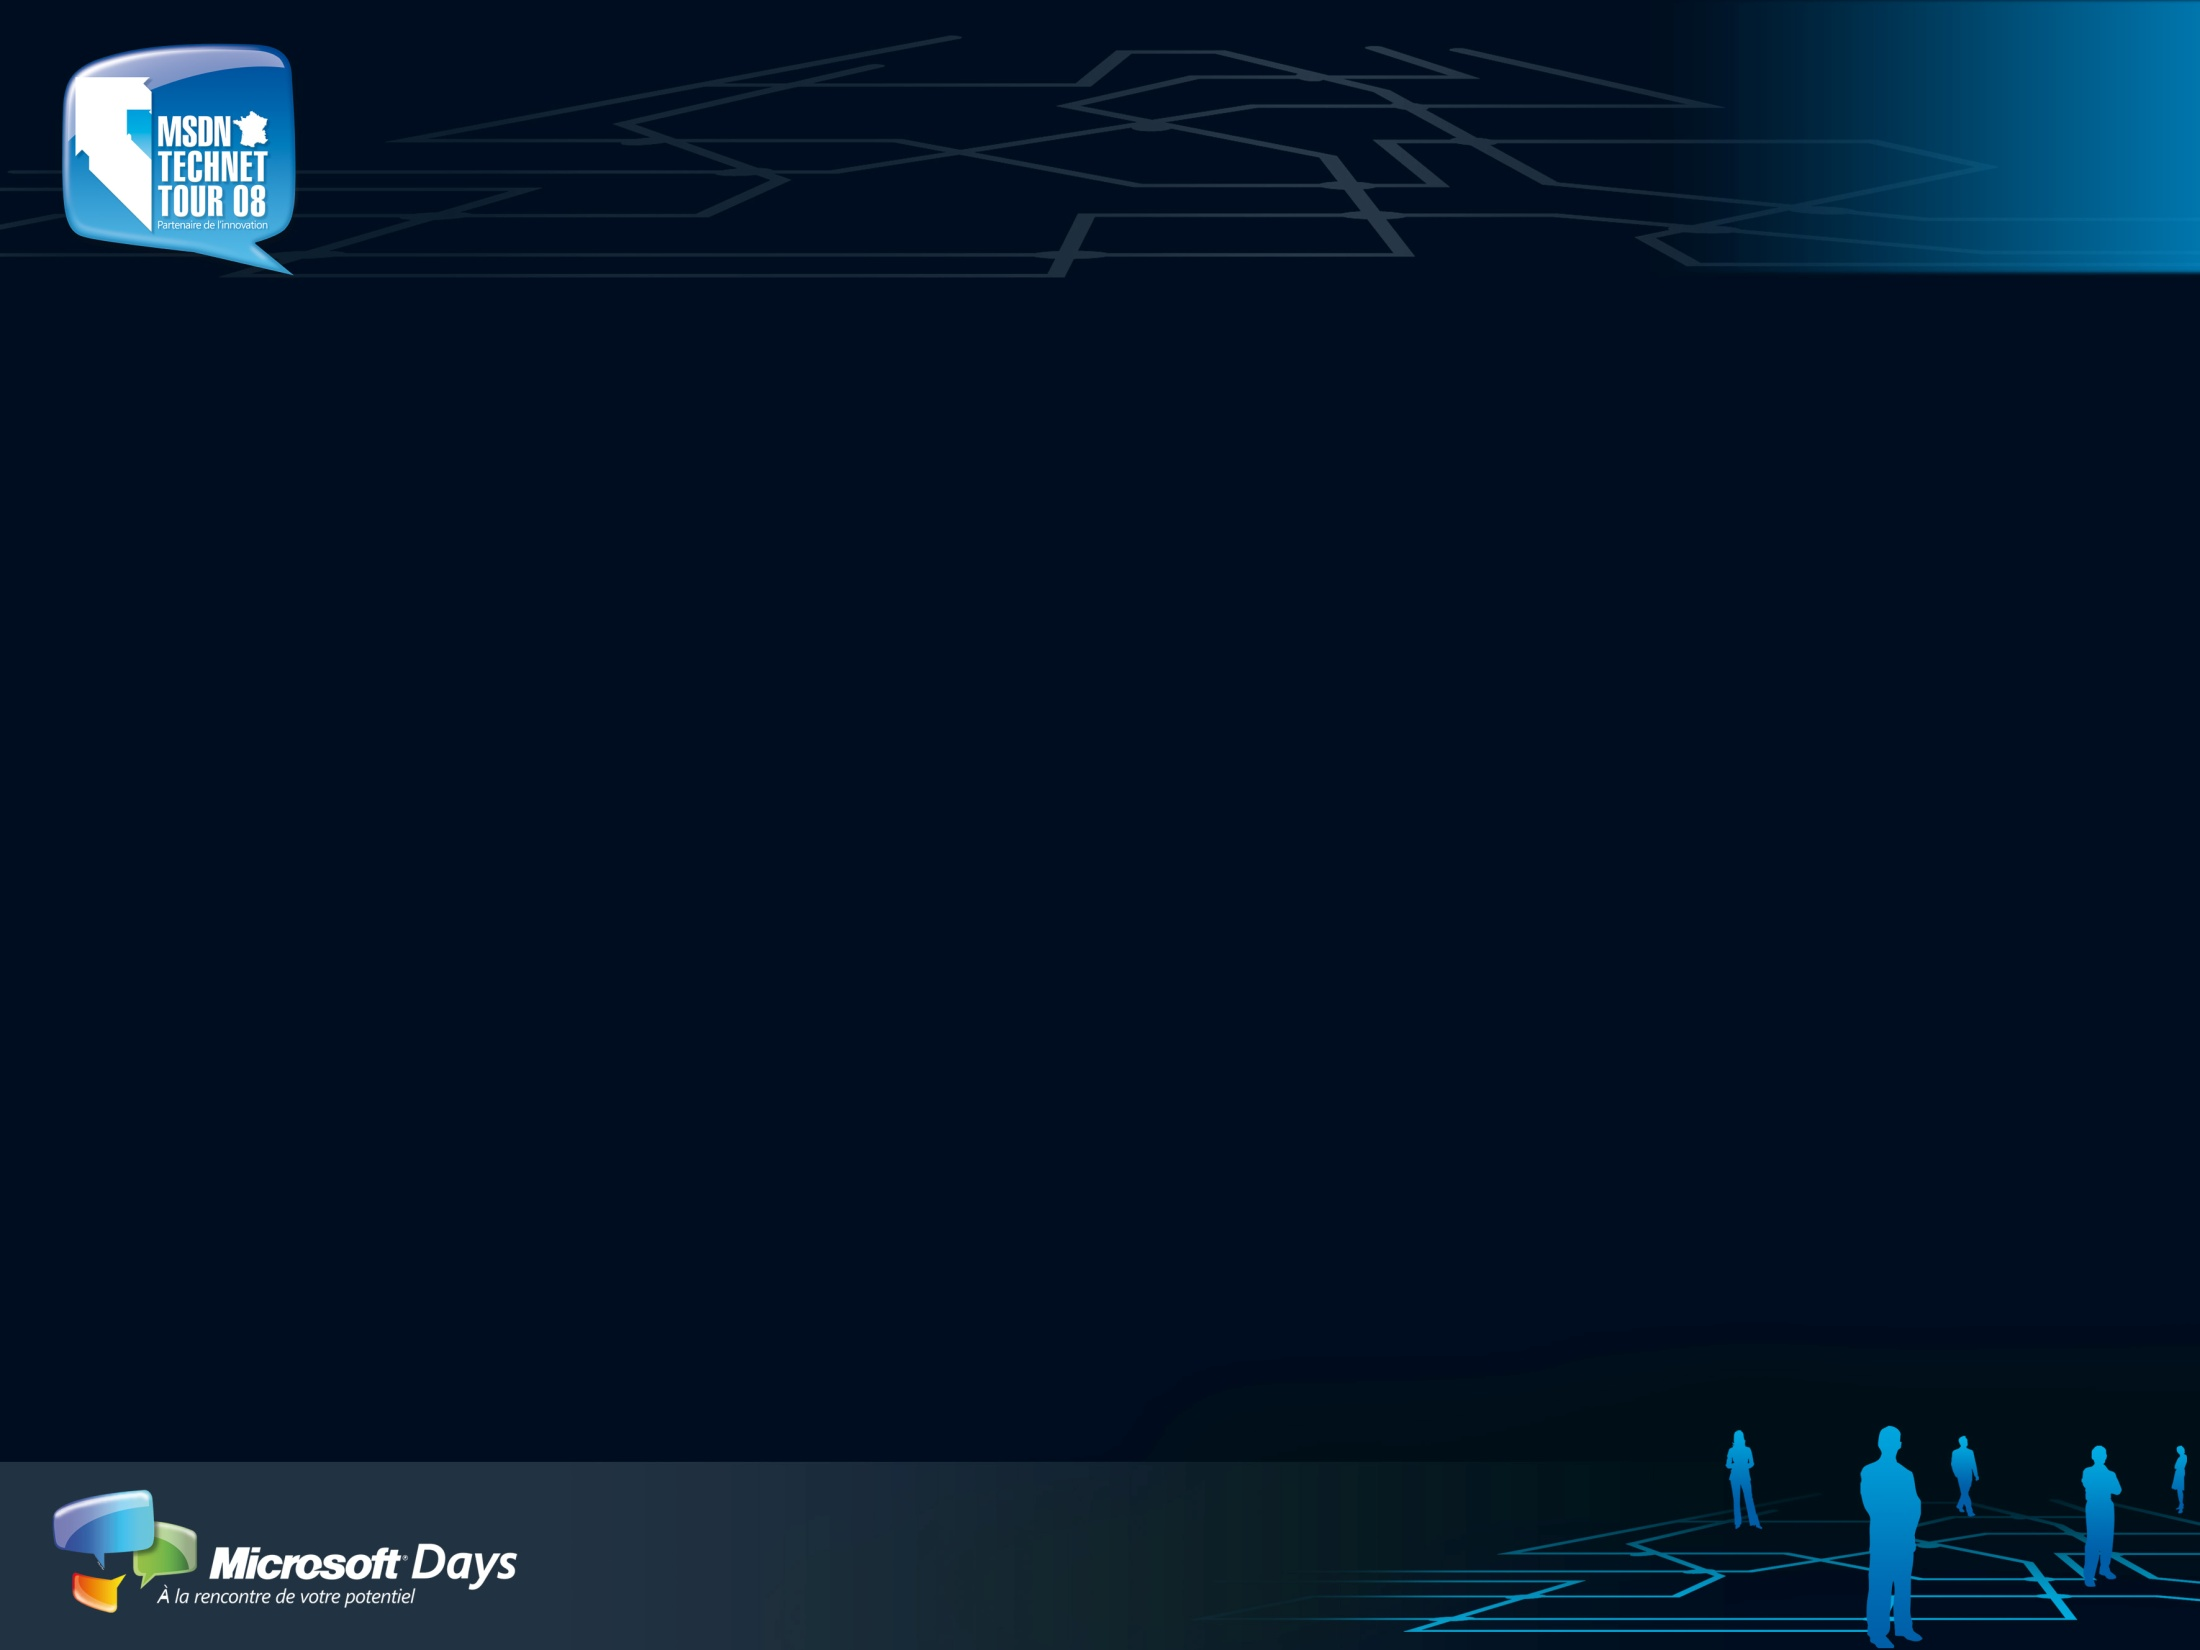 MSDN
TECHNET
TOUR 08
Partenaire de l'innovation
Microsoft® Days
À la rencontre de votre potentiel